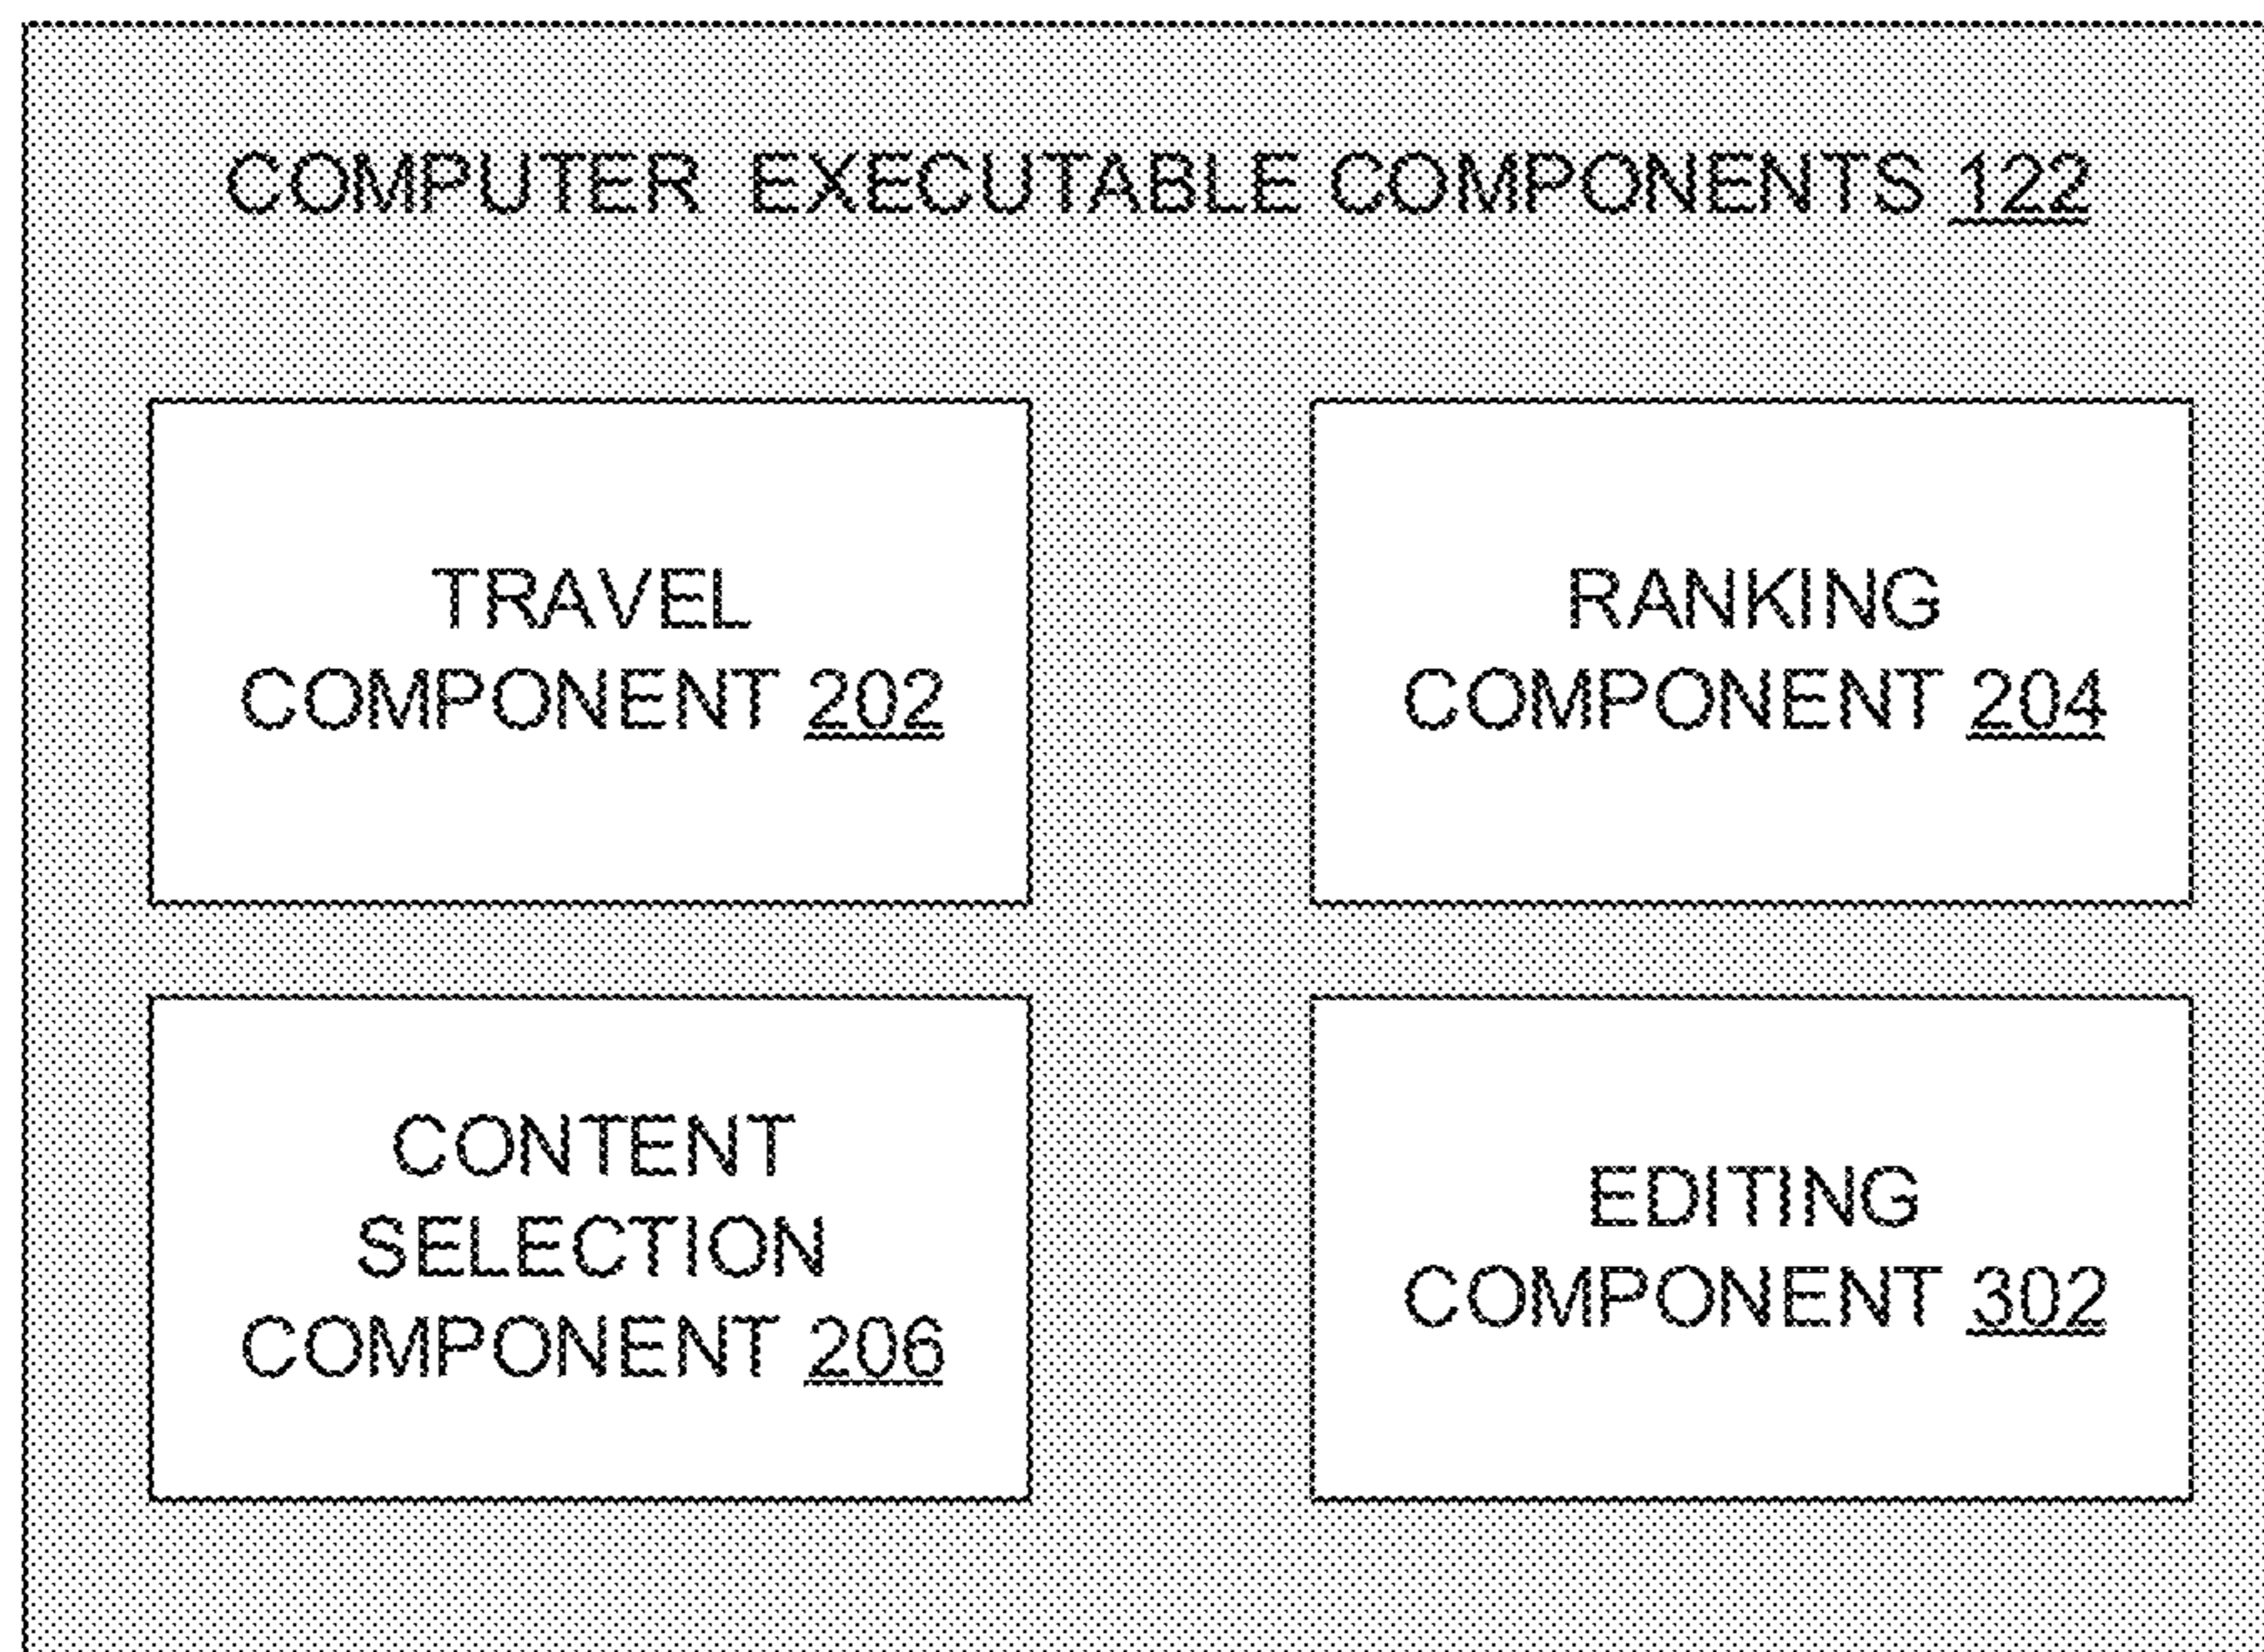 COMPUTER EXECUTABLE COMPONENTS 122
TRAVEL
COMPONENT 202
RANKING
COMPONENT 204
CONTENT
SELECTION
COMPONENT 206
EDITING
COMPONENT 302